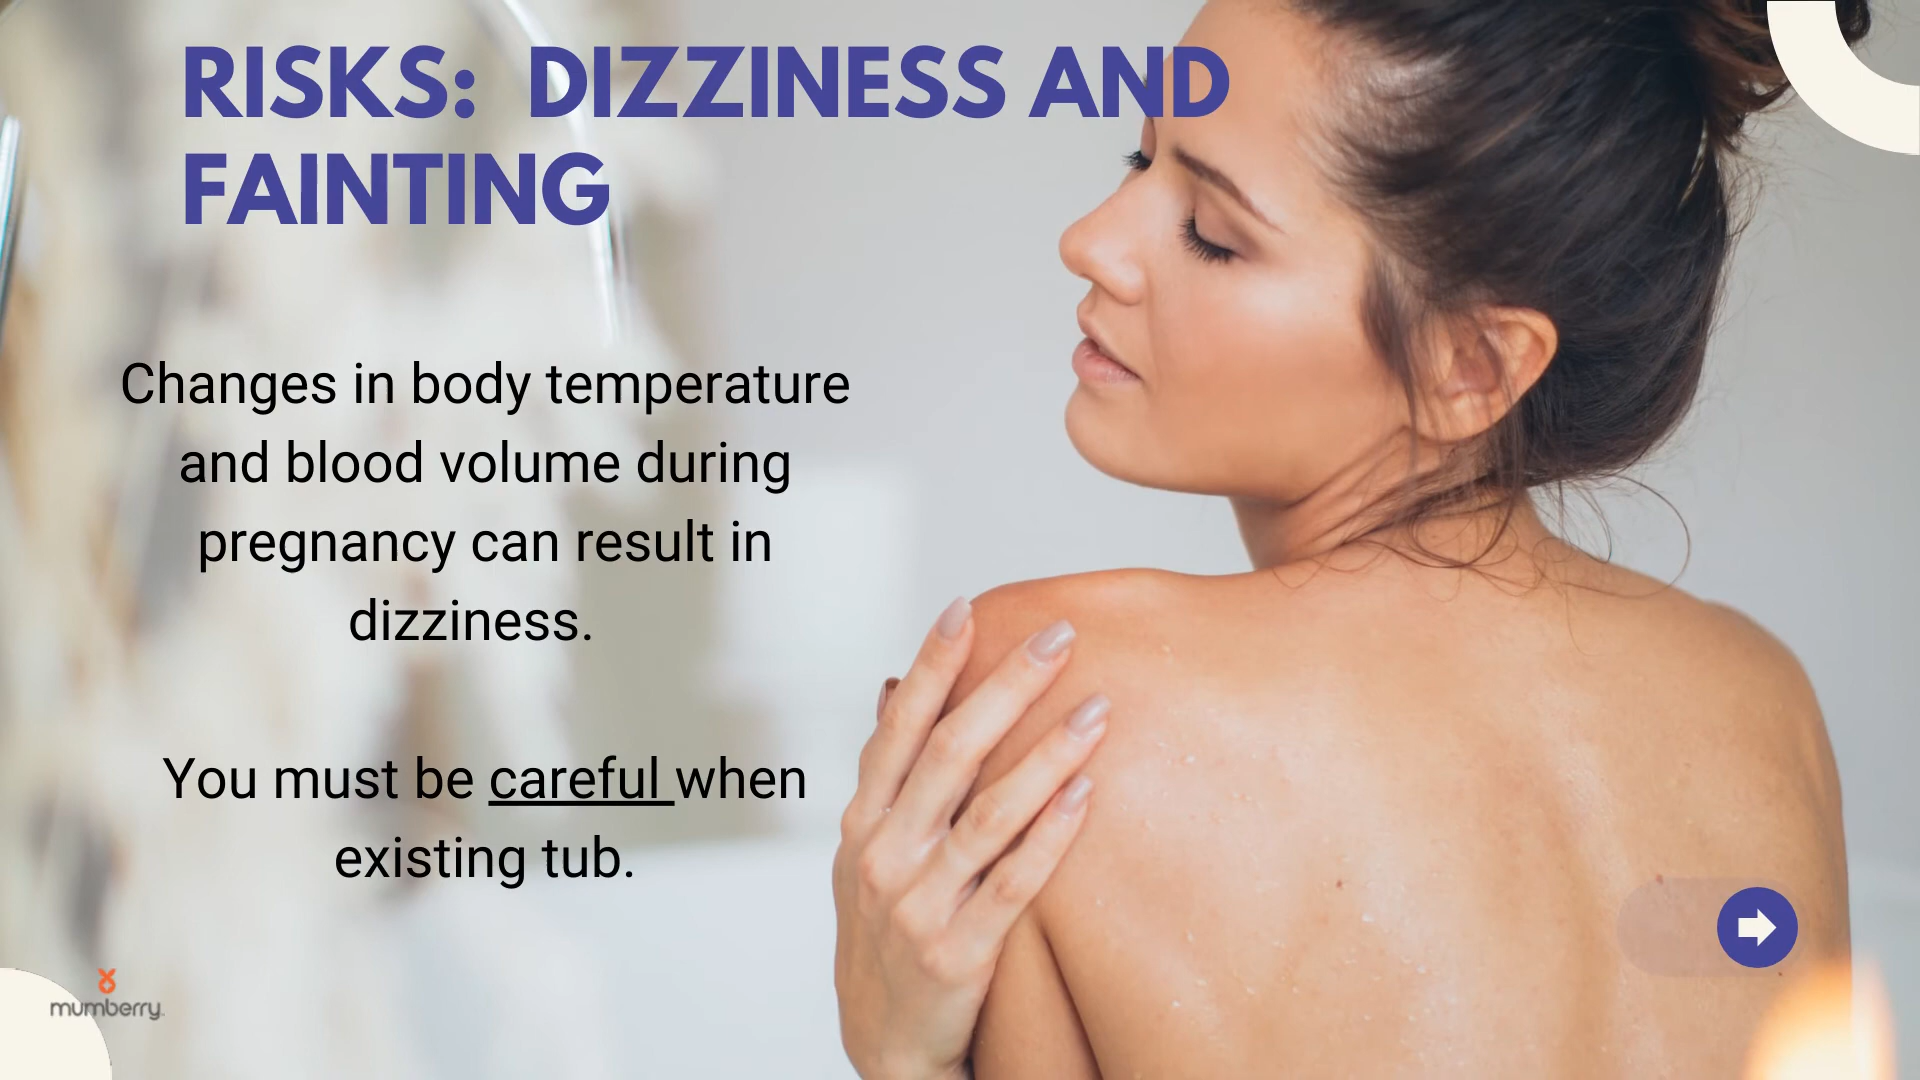 RISKS:  DIZZINESS AND
FAINTING
Changes in body temperature
and blood volume during
pregnancy can result in
dizziness.
You must be careful when
existing tub.
mumberry.